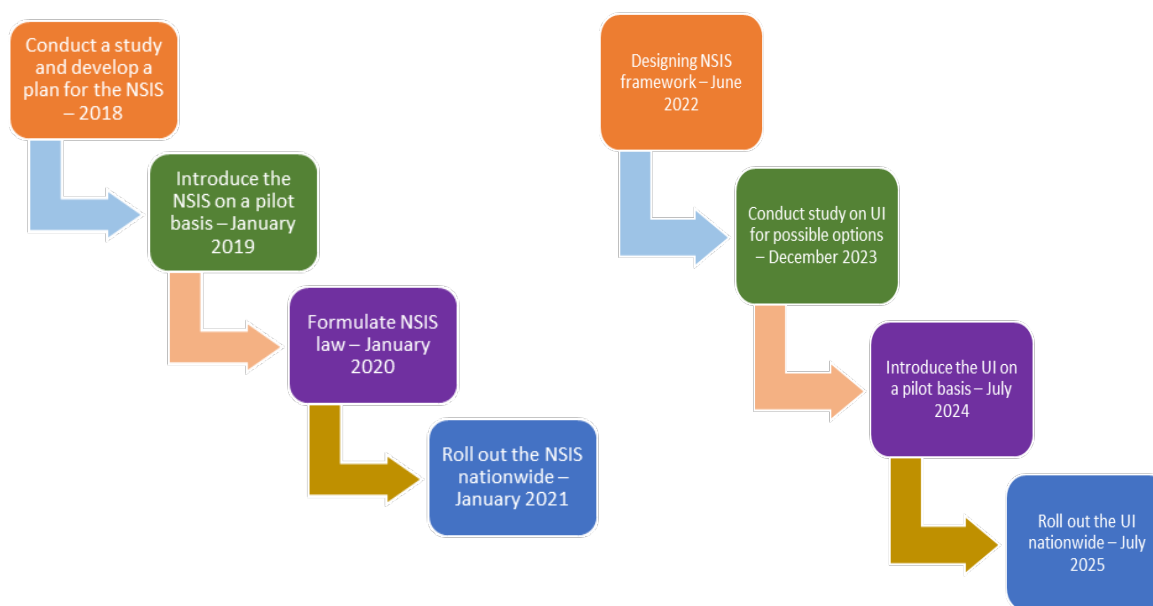 Conduct a study
and develop a
plan for the NSIS
– 2018
Introduce the
NSIS on a pilot
basis – January
2019
Formulate NSIS
law – January
2020
Roll out the NSIS
nationwide –
January 2021
Designing NSIS
framework – June
2022
Conduct study on UI
for possible options
– December 2023
Introduce the UI on
a pilot basis – July
2024
Roll out the UI
nationwide – July
2025